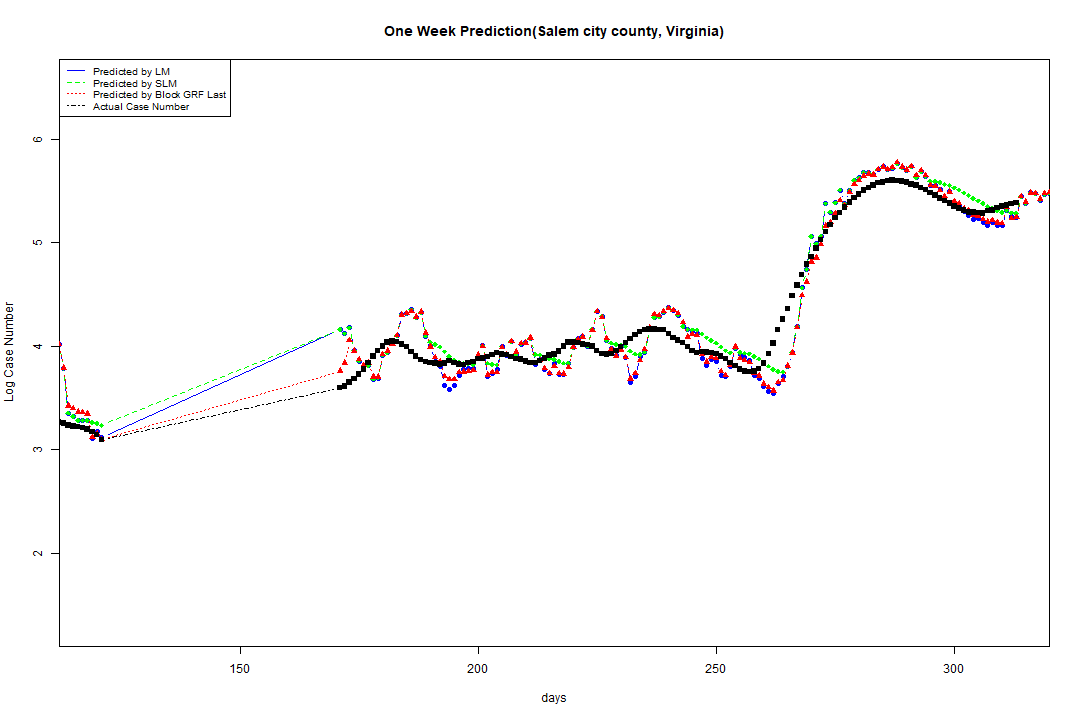 One Week Prediction(Salem city county, Virginia)
Predicted by LM
Predicted by SLM
Predicted by Block GRF Last
Actual Case Number
6
5
4
3
2
Log Case Number
150 200 250 300
days